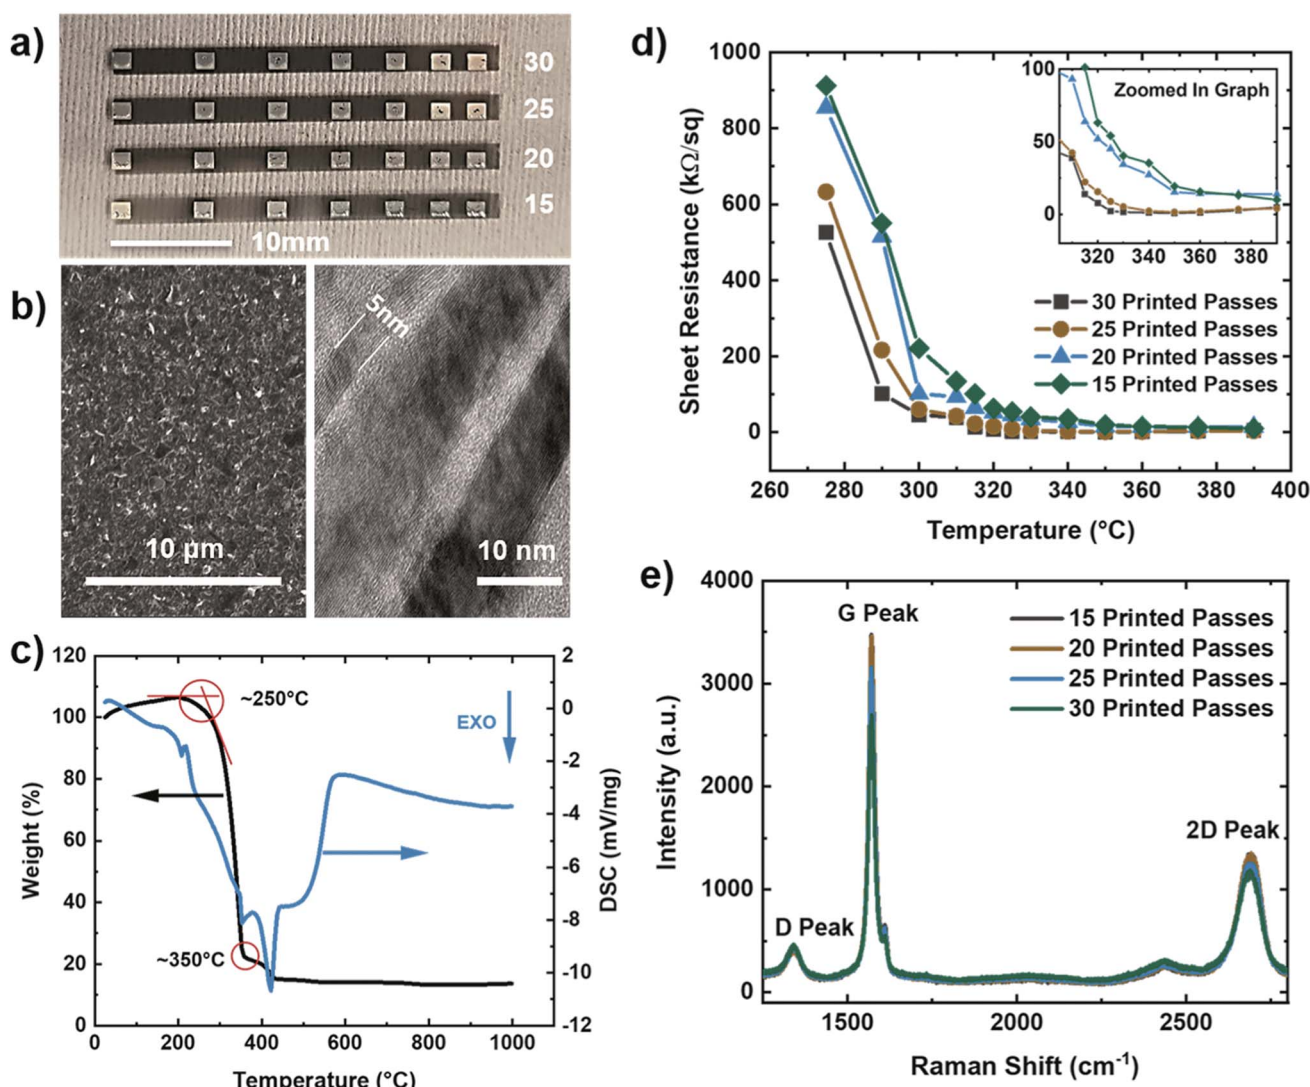 a)
30
25
20
15
10mm
b)
5nm
10 µm
10 nm
c)
120
100
80
60
40
20
0
Weight (%)
0
200
400
600
800
1000
Temperature (°C)
2
0
-2
-4
-6
-8
-10
-12
DSC (mV/mg)
~250°C
~350°C
EXO
d)
1000
800
600
400
200
0
Sheet Resistance (kΩ/sq)
260
280
300
320
340
360
380
400
Temperature (°C)
100
50
0
320
340
360
380
Zoomed In Graph
30 Printed Passes
25 Printed Passes
20 Printed Passes
15 Printed Passes
e)
4000
3000
2000
1000
0
Intensity (a.u.)
1500
2000
2500
Raman Shift (cm⁻¹)
G Peak
D Peak
2D Peak
15 Printed Passes
20 Printed Passes
25 Printed Passes
30 Printed Passes